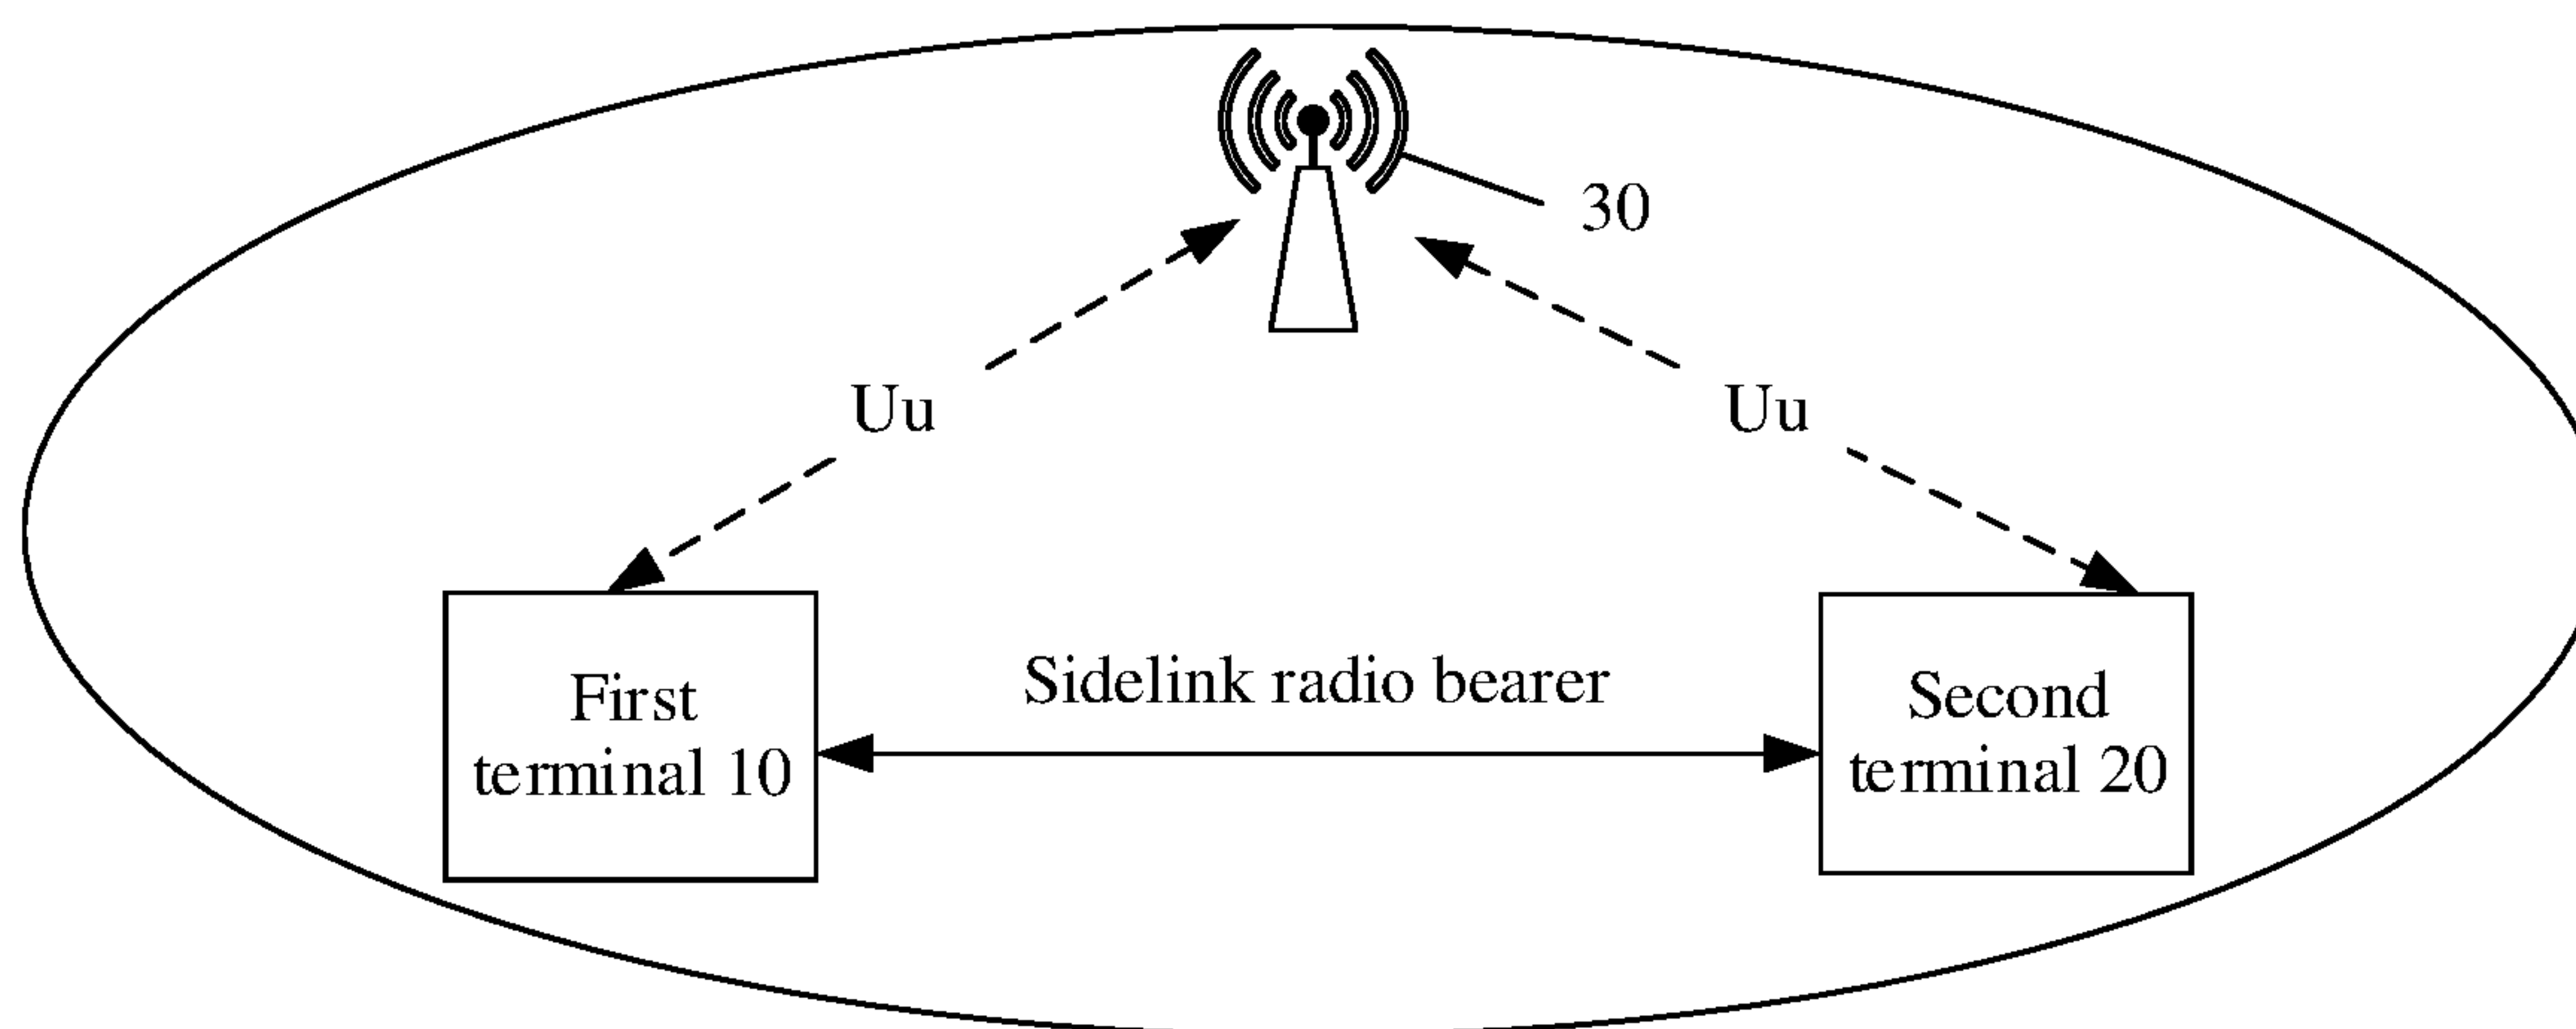 30
Uu
Uu
Sidelink radio bearer
First
terminal 10
Second
terminal 20